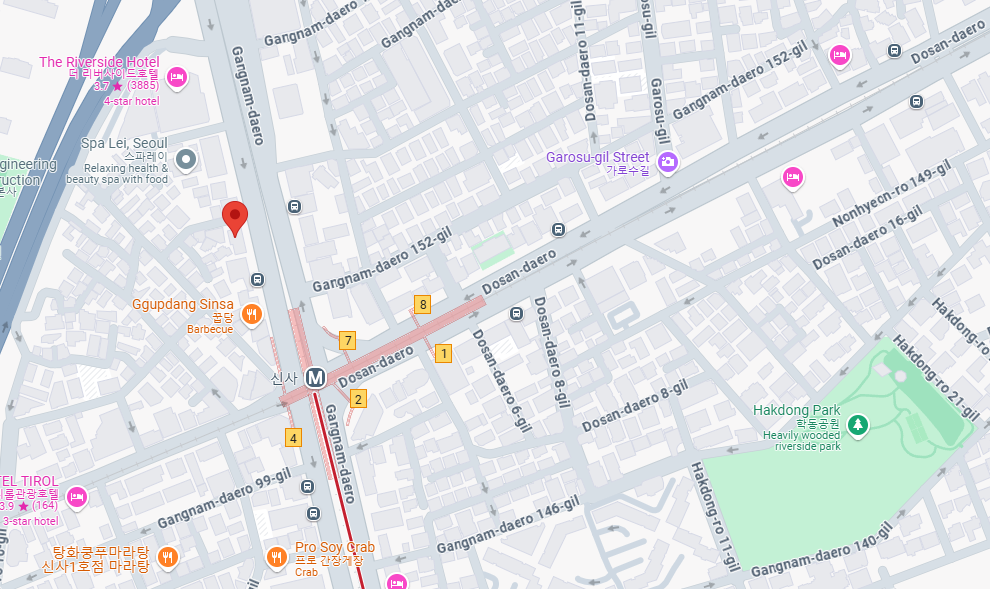 Gangnam-daero
Gangnam-daero
Dosan-daero 11-gil
Garosu-gil
Gangnam-daero 152-gil
Dosan-daero
The Riverside Hotel
더 리버사이드호텔
3.7 ★ (3885)
4-star hotel
Gangnam-daero
Spa Lei, Seoul
스파레이
Relaxing health &
beauty spa with food
gineering
ruction
Garosu-gil Street
가로수길
Nonhyeon-ro 149-gil
Dosan-daero 16-gil
Gangnam-daero 152-gil
Dosan-daero
Ggupdang Sinsa
꿉당
Barbecue
8
7
1
Dosan-daero
신사
M
2
4
Gangnam-daero
Dosan-daero 6-gil
Dosan-daero 8-gil
Dosan-daero 8-gil
Hakdong-ro
Hakdong-ro 21-gil
Hakdong Park
학동공원
Heavily wooded
riverside park
Hakdong-ro 11-gil
TEL TIROL
3.9 ★ (164)
3-star hotel
Gangnam-daero 99-gil
Gangnam-daero 146-gil
Gangnam-daero 140-gil
탕화쿵푸마라탕
신사1호점 마라탕
Pro Soy Crab
프로 간장게장
Crab